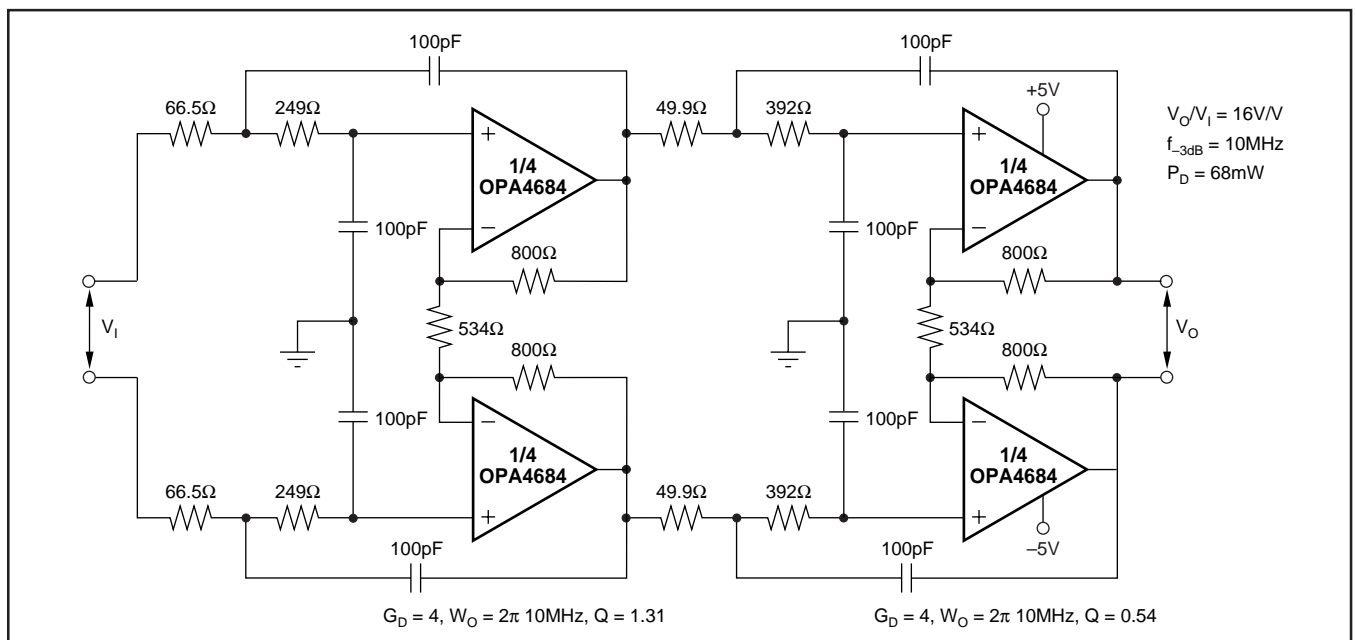 100pF
100pF
+5V
66.5Ω
249Ω
49.9Ω
392Ω
V_O/V_I = 16V/V
f_–3dB = 10MHz
P_D = 68mW
+
1/4
OPA4684
–
+
1/4
OPA4684
–
100pF
100pF
800Ω
800Ω
V_I
534Ω
534Ω
V_O
800Ω
800Ω
100pF
100pF
–
1/4
OPA4684
+
–
1/4
OPA4684
+
66.5Ω
249Ω
49.9Ω
392Ω
–5V
100pF
100pF
G_D = 4, W_O = 2π 10MHz, Q = 1.31
G_D = 4, W_O = 2π 10MHz, Q = 0.54